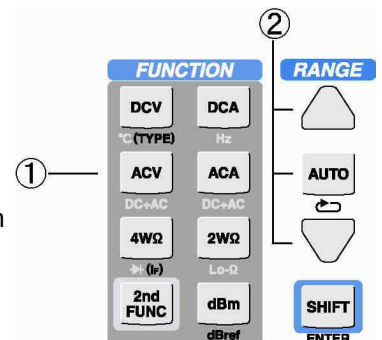 ②
FUNCTION RANGE
DCV DCA
°C (TYPE) Hz
① ACV ACA AUTO
DC+AC DC+AC
4WΩ 2WΩ
(IF) Lo-Ω
2nd FUNC dBm SHIFT
dBref ENTER